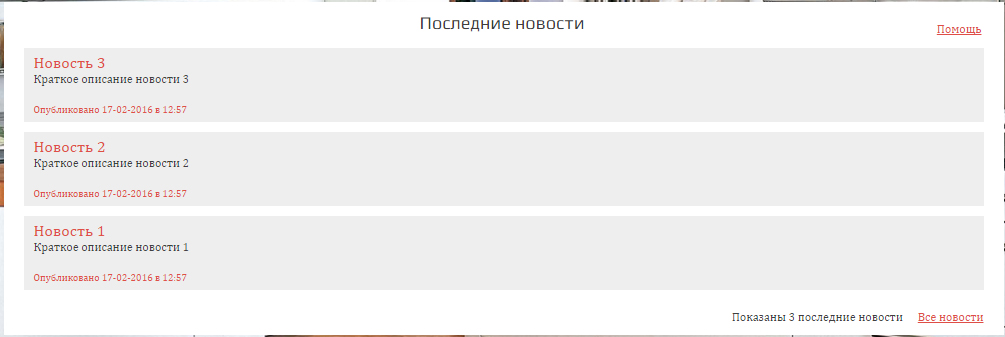 Последние новости
Помощь
Новость 3
Краткое описание новости 3
Опубликовано 17-02-2016 в 12:57
Новость 2
Краткое описание новости 2
Опубликовано 17-02-2016 в 12:57
Новость 1
Краткое описание новости 1
Опубликовано 17-02-2016 в 12:57
Показаны 3 последние новости Все новости